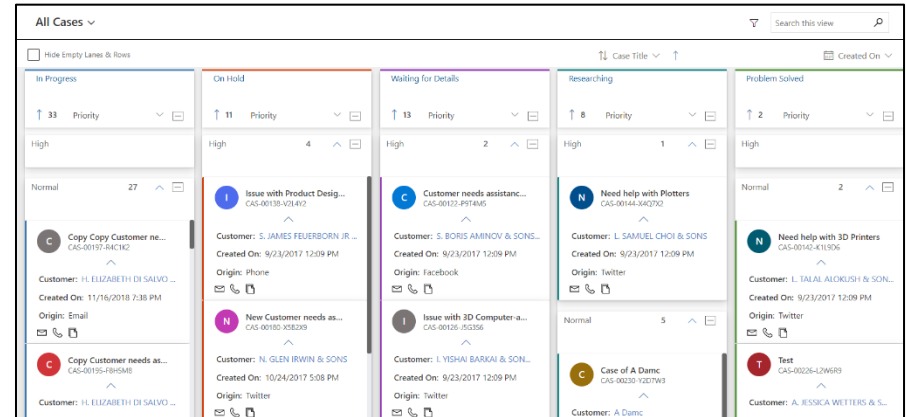 All Cases
Search this view
Hide Empty Lanes & Rows
Case Title
Created On
In Progress
33 Priority
High
Normal 27
C
Copy Copy Customer ne...
CAS-00197-R4C1K2
Customer: H. ELIZABETH DI SALVO ...
Created On: 11/16/2018 7:38 PM
Origin: Email
C
Copy Customer needs as...
CAS-00195-F8H5M8
Customer: H. ELIZABETH DI SALVO ...
On Hold
11 Priority
High 4
I
Issue with Product Desig...
CAS-00138-V2L4Y2
Customer: S. JAMES FEUERBORN JR ...
Created On: 9/23/2017 12:09 PM
Origin: Phone
N
New Customer needs as...
CAS-00180-X5B2X9
Customer: N. GLEN IRWIN & SONS
Created On: 10/24/2017 5:08 PM
Origin: Twitter
Waiting for Details
13 Priority
High 2
C
Customer needs assistanc...
CAS-00122-P9T4M5
Customer: S. BORIS AMINOV & SONS...
Created On: 9/23/2017 12:09 PM
Origin: Facebook
I
Issue with 3D Computer-a...
CAS-00126-J5G3S6
Customer: I. YISHAI BARKAI & SON...
Created On: 9/23/2017 12:09 PM
Origin: Twitter
Researching
8 Priority
High 1
N
Need help with Plotters
CAS-00144-X4Q7X2
Customer: L. SAMUEL CHOI & SONS
Created On: 9/23/2017 12:09 PM
Origin: Twitter
Normal 5
C
Case of A Damc
CAS-00230-Y2D7W3
Customer: A Damc
Problem Solved
2 Priority
High
Normal 2
N
Need help with 3D Printers
CAS-00142-K1L9D6
Customer: L. TALAL ALOKUSH & SON...
Created On: 9/23/2017 12:09 PM
Origin: Twitter
T
Test
CAS-00226-L2W6R9
Customer: A. JESSICA WETTERS & S...